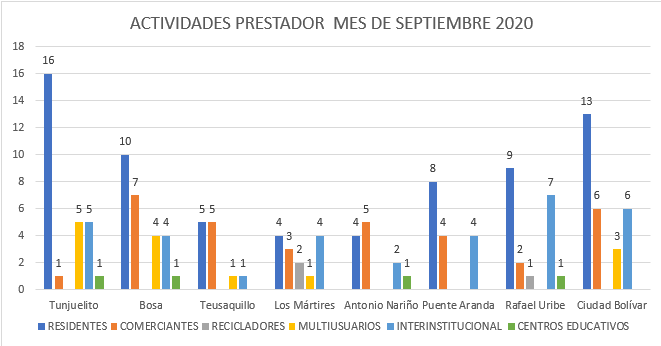 ACTIVIDADES PRESTADOR MES DE SEPTIEMBRE 2020
18
16
14
12
10
8
6
4
2
0
16 1 5 5 1
10 7 4 4 1
5 5 1 1
4 3 2 1 4
4 5 2 1
8 4 4
9 2 1 7 1
13 6 3 6
Tunjuelito Bosa Teusaquillo Los Mártires Antonio Nariño Puente Aranda Rafael Uribe Ciudad Bolívar
RESIDENTES COMERCIANTES RECICLADORES MULTIUSUARIOS INTERINSTITUCIONAL CENTROS EDUCATIVOS